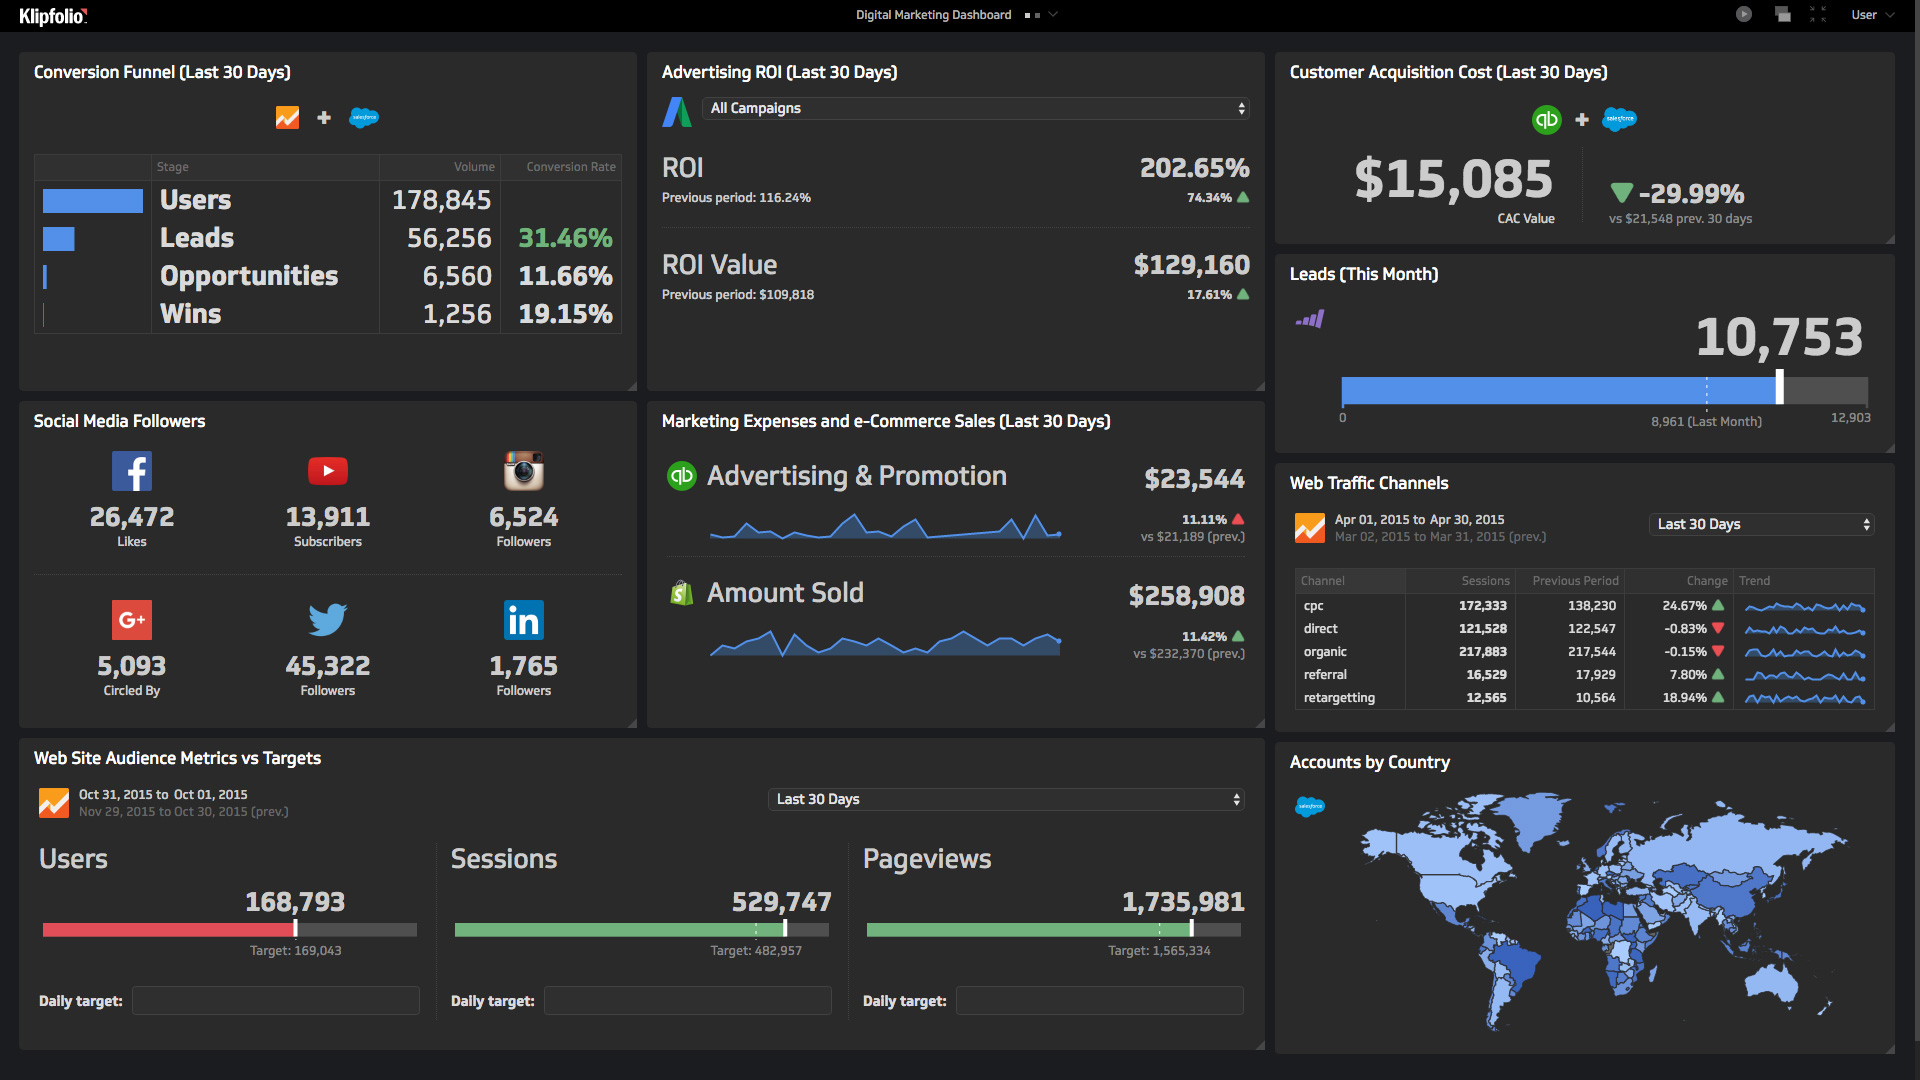 Klipfolio
Digital Marketing Dashboard
User
Conversion Funnel (Last 30 Days)
salesforce
Stage Volume Conversion Rate
Users 178,845
Leads 56,256 31.46%
Opportunities 6,560 11.66%
Wins 1,256 19.15%
Advertising ROI (Last 30 Days)
All Campaigns
ROI 202.65%
Previous period: 116.24% 74.34%
ROI Value $129,160
Previous period: $109,818 17.61%
Customer Acquisition Cost (Last 30 Days)
qb + salesforce
$15,085
CAC Value
-29.99%
vs $21,548 prev. 30 days
Leads (This Month)
10,753
0 8,961 (Last Month) 12,903
Social Media Followers
26,472 13,911 6,524
Likes Subscribers Followers
G+ in
5,093 45,322 1,765
Circled By Followers Followers
Marketing Expenses and e-Commerce Sales (Last 30 Days)
qb Advertising & Promotion $23,544
11.11%
vs $21,189 (prev.)
Amount Sold $258,908
11.42%
vs $232,370 (prev.)
Web Traffic Channels
Apr 01, 2015 to Apr 30, 2015
Mar 02, 2015 to Mar 31, 2015 (prev.)
Last 30 Days
Channel Sessions Previous Period Change Trend
cpc 172,333 138,230 24.67%
direct 121,528 122,547 -0.83%
organic 217,883 217,544 -0.15%
referral 16,529 17,929 7.80%
retargetting 12,565 10,564 18.94%
Web Site Audience Metrics vs Targets
Oct 31, 2015 to Oct 01, 2015
Nov 29, 2015 to Oct 30, 2015 (prev.)
Last 30 Days
Users
168,793
Target: 169,043
Daily target:
Sessions
529,747
Target: 482,957
Daily target:
Pageviews
1,735,981
Target: 1,565,334
Daily target:
Accounts by Country
salesforce